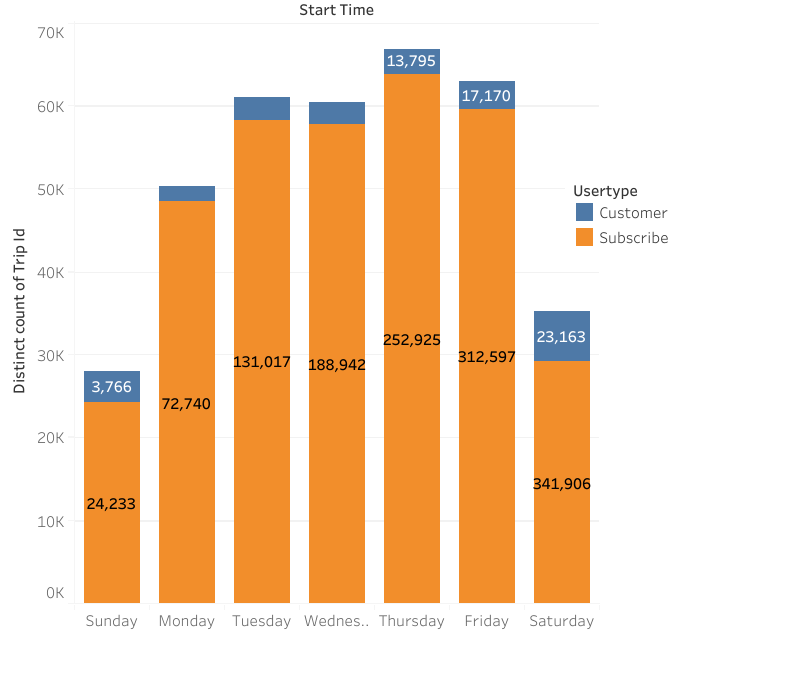 Start Time
Distinct count of Trip Id
70K
60K
50K
40K
30K
20K
10K
0K
13,795
17,170
23,163
3,766
252,925
312,597
131,017
188,942
72,740
341,906
24,233
Sunday
Monday
Tuesday
Wednes..
Thursday
Friday
Saturday
Usertype
Customer
Subscribe